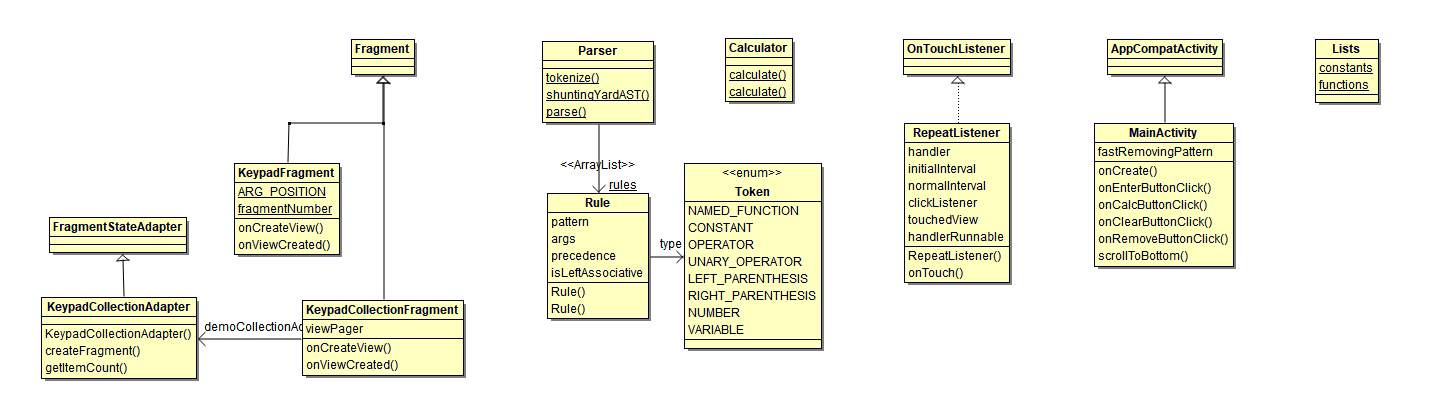 Fragment
KeypadFragment
ARG_POSITION
fragmentNumber
onCreateView()
onViewCreated()
FragmentStateAdapter
KeypadCollectionAdapter
KeypadCollectionAdapter()
createFragment()
getItemCount()
demoCollectionAd
KeypadCollectionFragment
viewPager
onCreateView()
onViewCreated()
Parser
tokenize()
shuntingYardAST()
parse()
<<ArrayList>>
rules
Rule
pattern
args
precedence
isLeftAssociative
Rule()
Rule()
type
Calculator
calculate()
calculate()
<<enum>>
Token
NAMED_FUNCTION
CONSTANT
OPERATOR
UNARY_OPERATOR
LEFT_PARENTHESIS
RIGHT_PARENTHESIS
NUMBER
VARIABLE
OnTouchListener
RepeatListener
handler
initialInterval
normalInterval
clickListener
touchedView
handlerRunnable
RepeatListener()
onTouch()
AppCompatActivity
MainActivity
fastRemovingPattern
onCreate()
onEnterButtonClick()
onCalcButtonClick()
onClearButtonClick()
onRemoveButtonClick()
scrollToBottom()
Lists
constants
functions